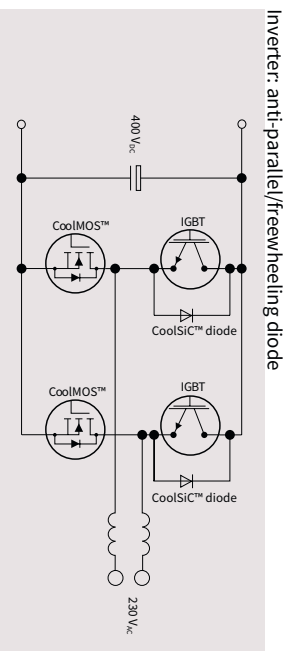 Inverter: anti-parallel/freewheeling diode
400 V_DC
CoolMOS™
IGBT
CoolSiC™ diode
CoolMOS™
IGBT
CoolSiC™ diode
230 V_AC